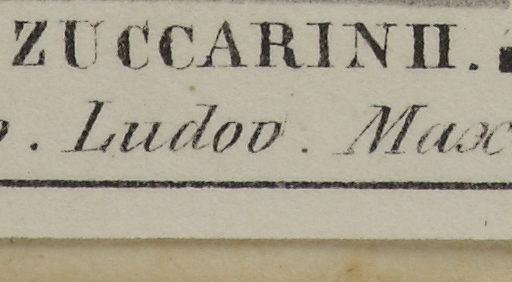 ZUCCARINII.
. Ludov. Max